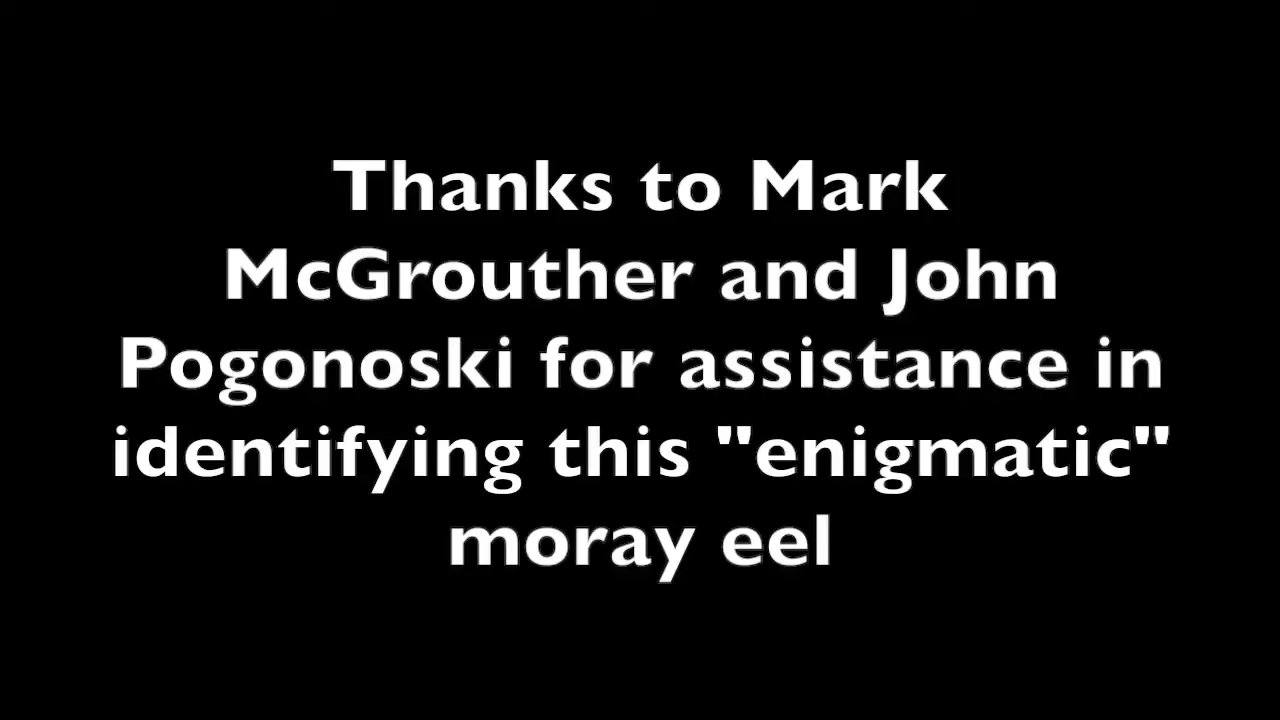 Thanks to Mark
McGrouther and John
Pogonoski for assistance in
identifying this "enigmatic"
moray eel